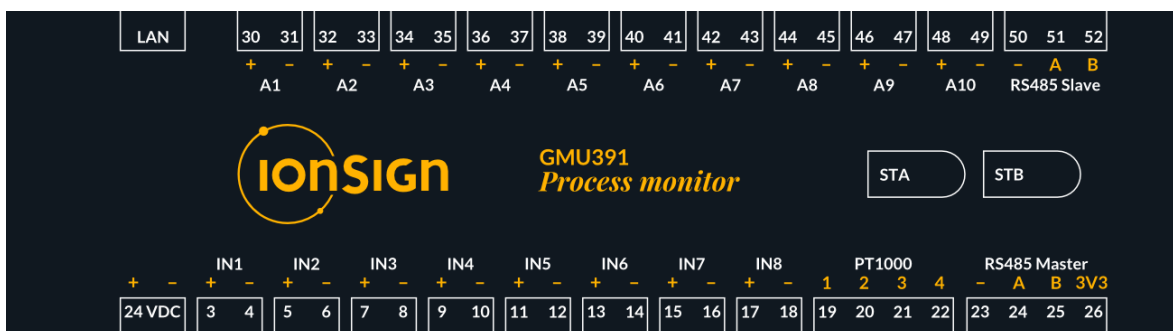 LAN 30 31 32 33 34 35 36 37 38 39 40 41 42 43 44 45 46 47 48 49 50 51 52
+ − + − + − + − + − + − + − + − + − + − − A B
A1 A2 A3 A4 A5 A6 A7 A8 A9 A10 RS485 Slave
IonSIGn
GMU391
Process monitor
STA STB
IN1 IN2 IN3 IN4 IN5 IN6 IN7 IN8 PT1000 RS485 Master
+ − + − + − + − + − + − + − + − + − 1 2 3 4 − A B 3V3
24 VDC 3 4 5 6 7 8 9 10 11 12 13 14 15 16 17 18 19 20 21 22 23 24 25 26